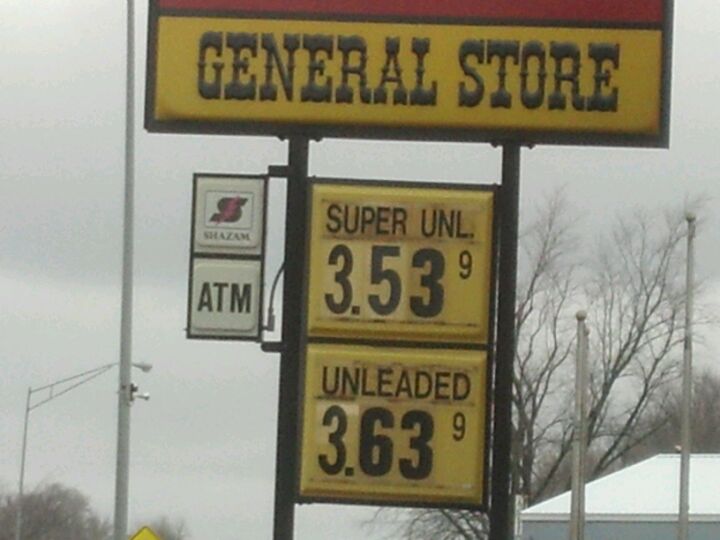 GENERAL STORE
SHAZAM
ATM
SUPER UNL.
3.53 9
UNLEADED
3.63 9